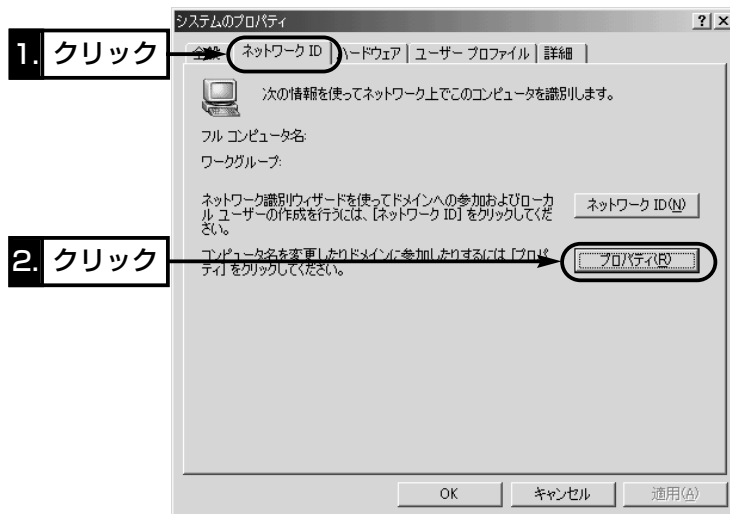 システムのプロパティ
1. クリック
全般 ネットワーク ID ハードウェア ユーザー プロファイル 詳細
次の情報を使ってネットワーク上でこのコンピュータを識別します。
フル コンピュータ名:
ワークグループ:
ネットワーク識別ウィザードを使ってドメインへの参加およびローカ
ル ユーザーの作成を行うには、[ネットワーク ID] をクリックしてくだ
さい。
ネットワーク ID(N)
2. クリック
コンピュータ名を変更したりドメインに参加したりするには [プロパ
ティ] をクリックしてください。
プロパティ(R)
OK キャンセル 適用(A)